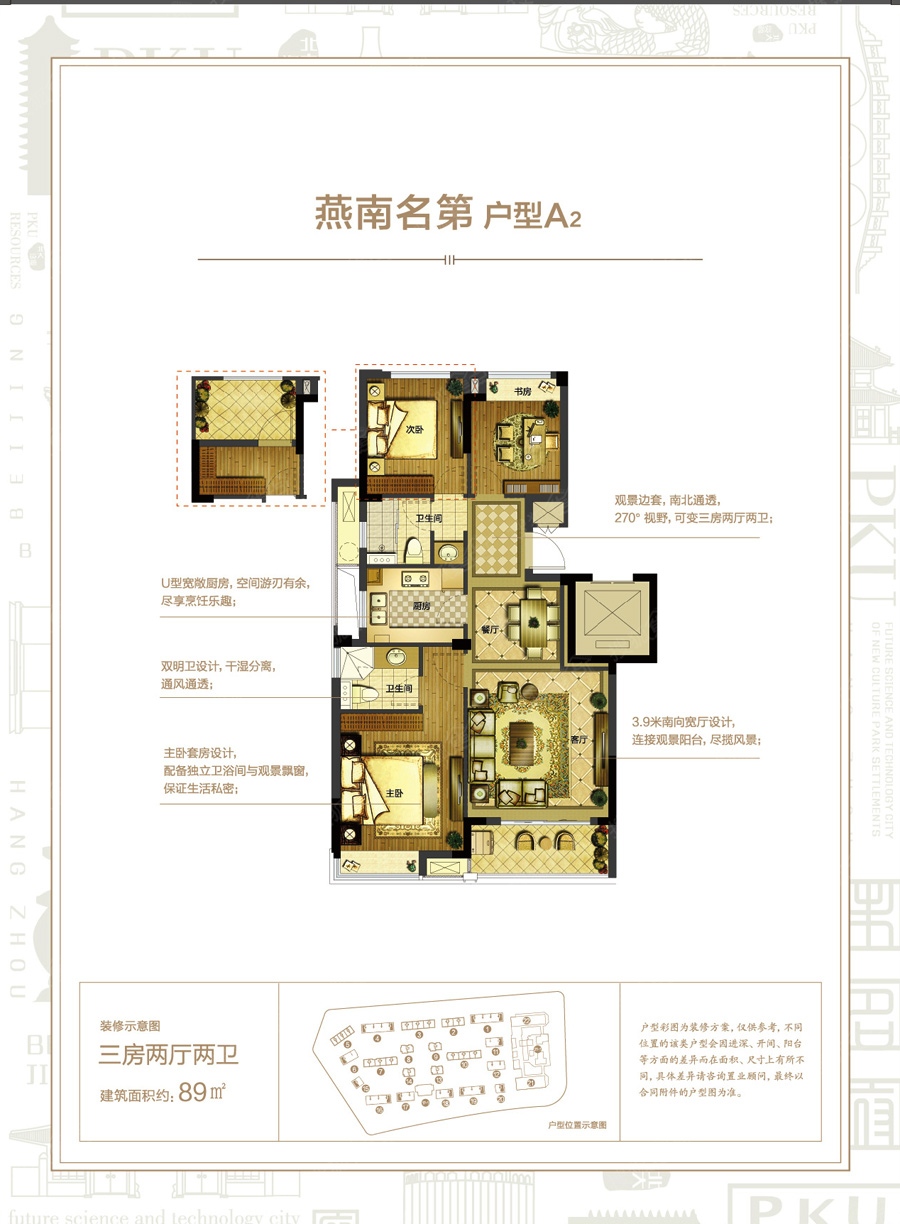 PKU
PKU
RESOURCES
燕南名第 户型A2
PKU
RESOURCES
GNIJIEB
次卧
书房
卫生间
观景边套，南北通透，
270° 视野，可变三房两厅两卫；
PKU
U型宽敞厨房，空间游刃有余，
尽享烹饪乐趣；
厨房
餐厅
双明卫设计，干湿分离，
通风通透；
卫生间
FUTURE SCIENCE AND TECHNOLOGY CITY
OF NEW CULTURE PARK SETTLEMENTS
3.9米南向宽厅设计，
连接观景阳台，尽揽风景；
客厅
主卧套房设计，
配备独立卫浴间与观景飘窗，
保证生活私密；
主卧
HANGZHOU
装修示意图
三房两厅两卫
建筑面积约：89㎡
户型位置示意图
户型彩图为装修方案，仅供参考，不同
位置的该类户型会因进深、开间、阳台
等方面的差异而在面积、尺寸上有所不
同，具体差异请咨询置业顾问，最终以
合同附件的户型图为准。
future science and technology city
PKU